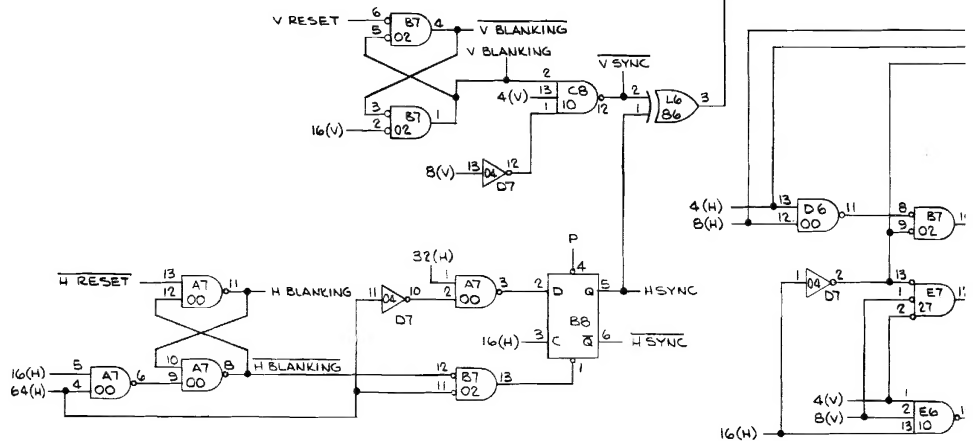 V RESET 6 B7 4 V BLANKING
5 02
V BLANKING
V SYNC
3 B7 1
2 02
16(V)
2 C8
4(V) 13 10 12
1
2 L6 3
1 86
8(V) 13 04 12
D7
4(H) 13 D6 11
8(H) 12 00
8 B7
9 02
H RESET 13 A7 11 H BLANKING
12 00
32(H)
1 A7 3
2 00
11 04 10
D7
P
4
2 D Q 5 H SYNC
B8
16(H) 3 C Q 6 H SYNC
1
1 04 2
D7
13 E7
1 27
2
16(H) 5 A7 6
64(H) 4 00
10 A7 8 H BLANKING
9 00
12 B7 13
11 02
4(V) 1
8(V) 2 E6
16(H) 13 10